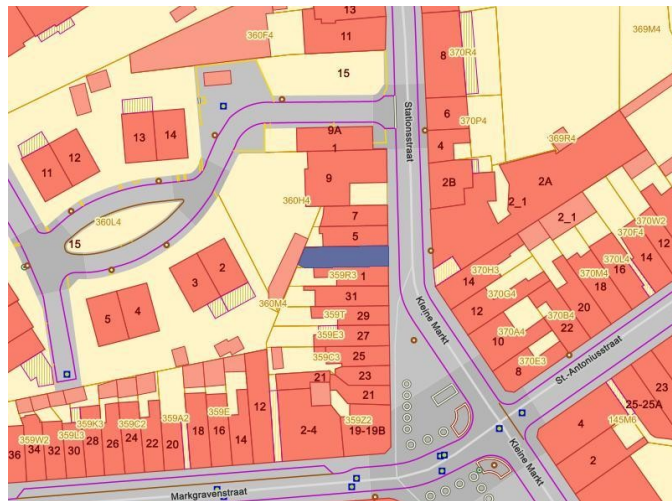 13
360F4
11
8
370R4
369M4
15
13
14
Stationsstraat
6
370P4
9A
1
4
369R4
11
12
9
2B
2A
360H4
2_1
2_1
7
360L4
5
370W2
370F4
12
15
370L4
14
359R3
1
370H3
370M4
16
3
2
14
18
360M4
31
370G4
Kleine Markt
12
20
5
4
359T
29
370B4
359E3
27
10
370A4
22
359C3
25
370E3
8
St.-Antoniusstraat
21
23
23
359A2
359E
12
21
25-25A
359K3
359C2
359Z2
145M6
359W2
359L3
18
16
14
2-4
19-19B
4
36
34
32
30
28
26
24
22
20
Kleine Markt
2
Markgravenstraat